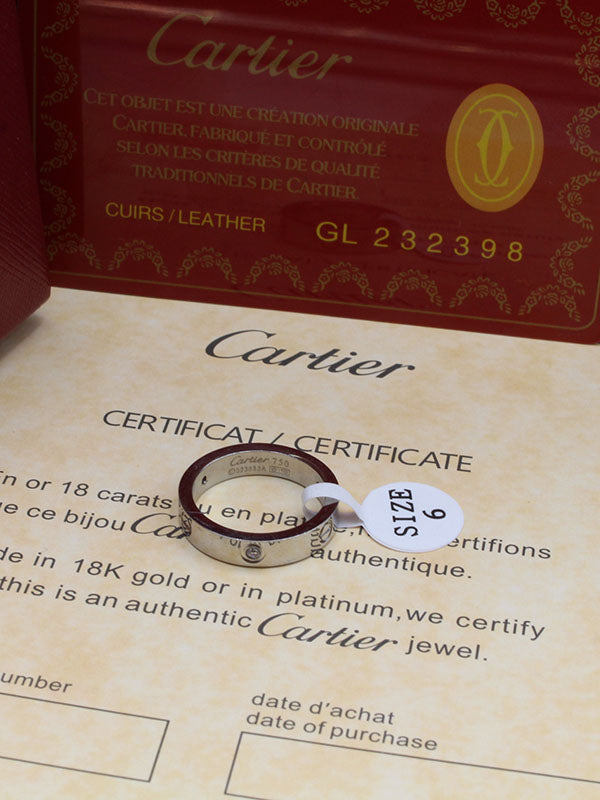 Cartier
CET OBJET EST UNE CRÉATION ORIGINALE
CARTIER, FABRIQUÉ ET CONTRÔLÉ
SELON LES CRITÈRES DE QUALITÉ
TRADITIONNELS DE CARTIER.
CUIRS / LEATHER GL 232398
Cartier
CERTIFICAT / CERTIFICATE
Cartier 750
SIZE
6
or 18 carats ou en ertifions
ce bijou authentique.
de in 18K gold or in platinum,we certify
this is an authentic Cartier jewel.
umber
date d'achat
date of purchase